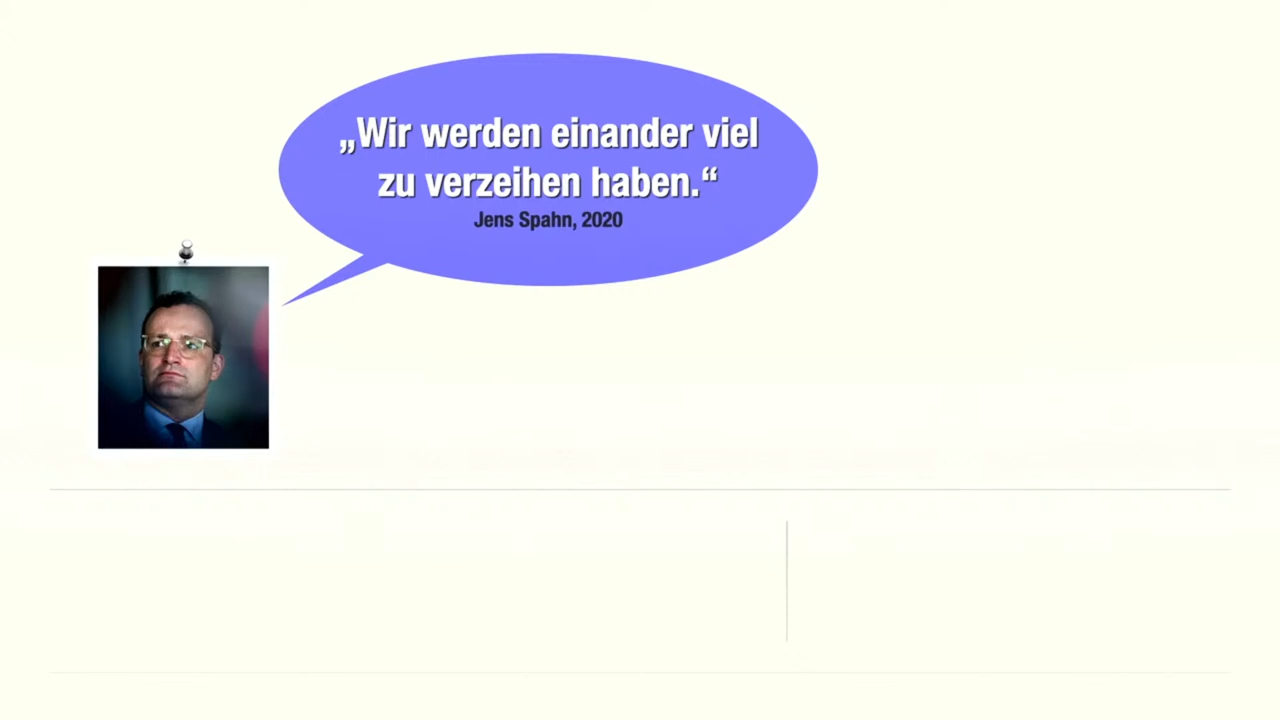 „Wir werden einander viel
zu verzeihen haben.“
Jens Spahn, 2020